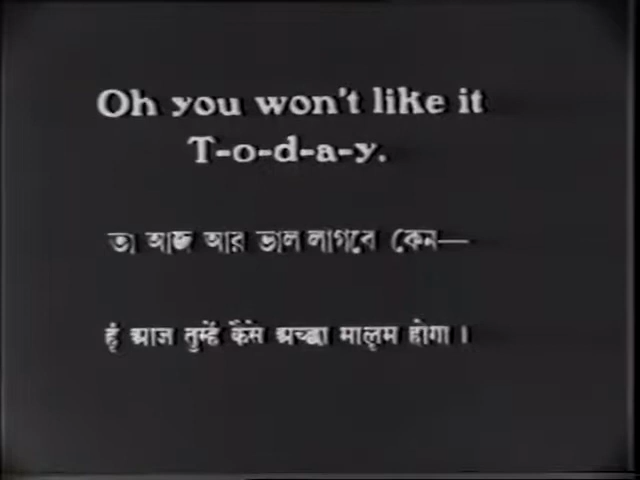 Oh you won't like it
T-o-d-a-y.
তা আজ আর ভাল লাগবে কেন—
हूं आज तुम्हें कैसे अच्छा मालूम होगा ।